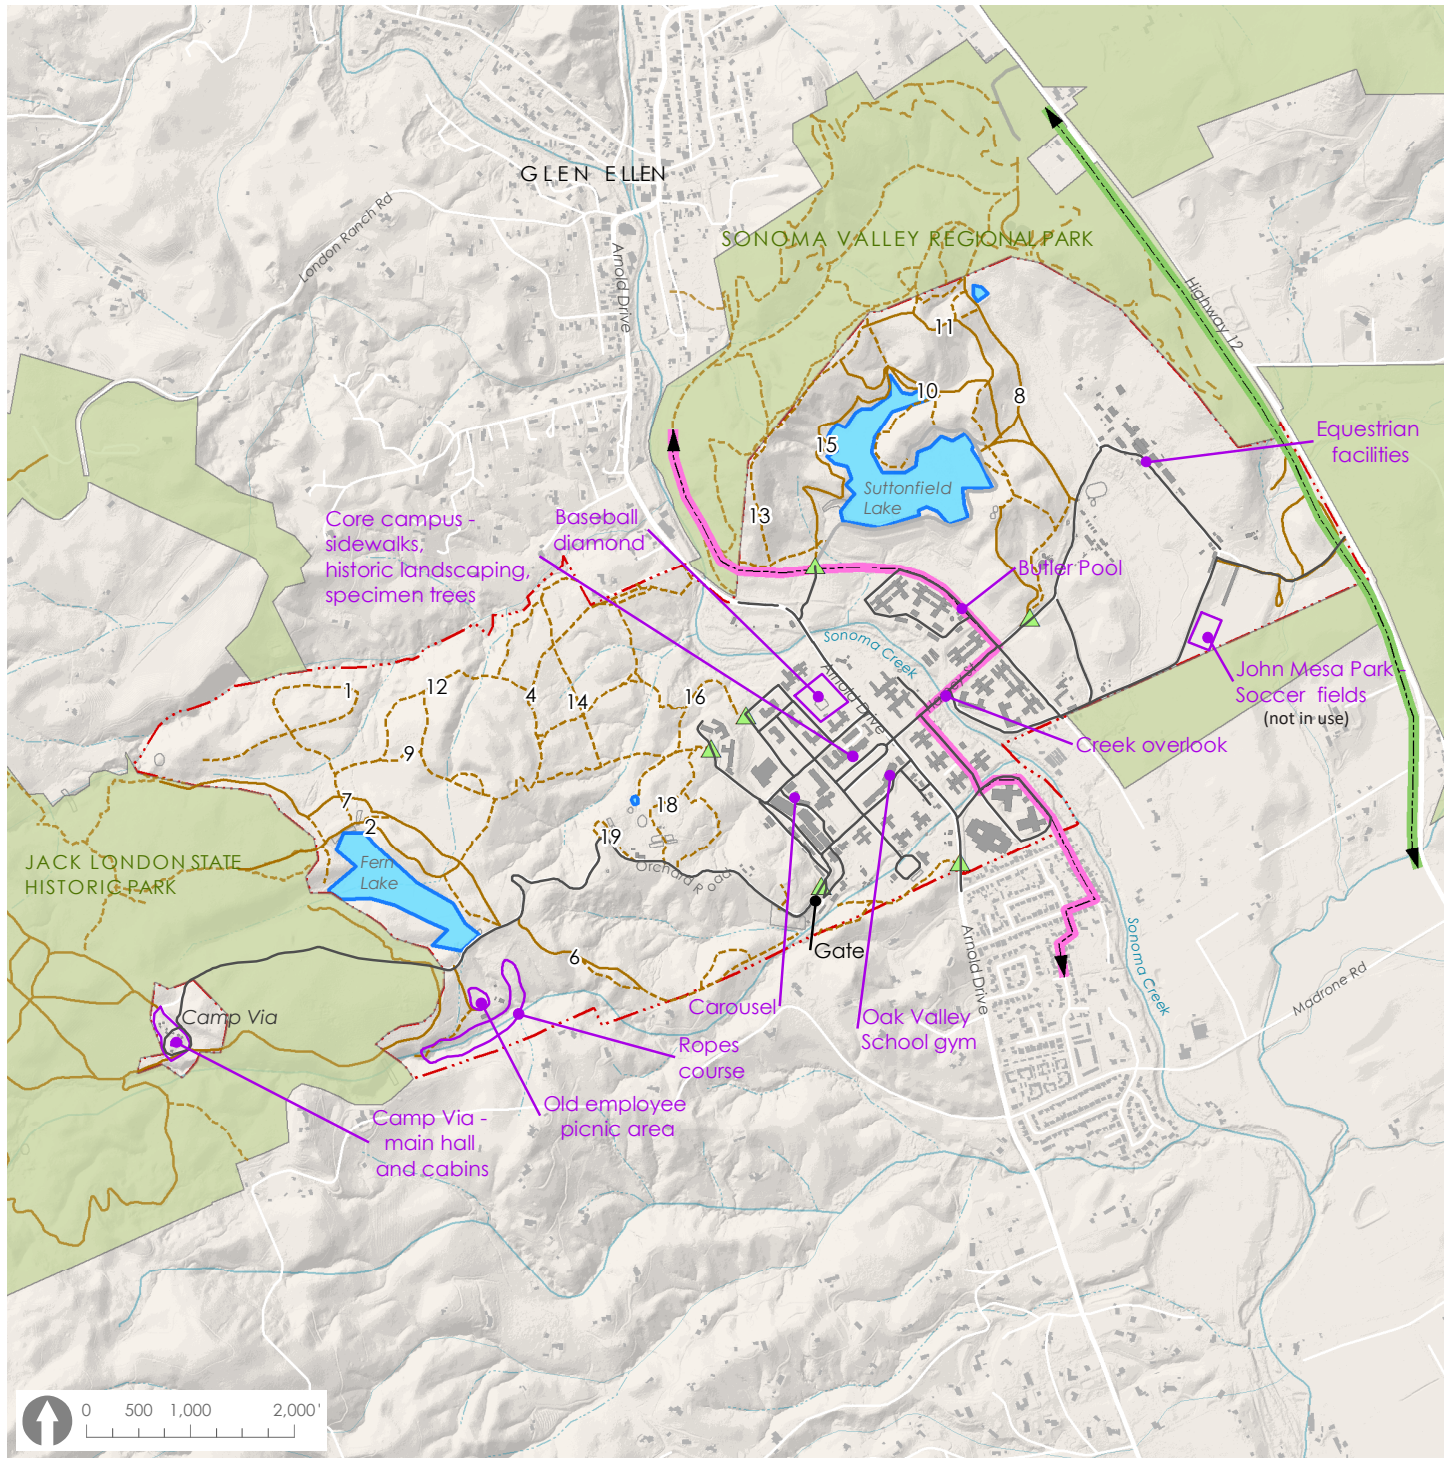 GLEN ELLEN
London Ranch Rd
Arnold Drive
SONOMA VALLEY REGIONAL PARK
Highway 12
11
10
8
15
Suttonfield
Lake
13
Equestrian
facilities
Core campus -
sidewalks,
historic landscaping,
specimen trees
Baseball
diamond
Butler Pool
Sonoma Creek
Arnold Drive
John Mesa Park -
Soccer fields
(not in use)
Creek overlook
1
12
4
14
16
9
7
2
18
19
Fern
Lake
Orchard Road
JACK LONDON STATE
HISTORIC PARK
6
Gate
Camp Via
Carousel
Oak Valley
School gym
Ropes
course
Old employee
picnic area
Camp Via -
main hall
and cabins
Arnold Drive
Sonoma Creek
Madrone Rd
0 500 1,000 2,000'